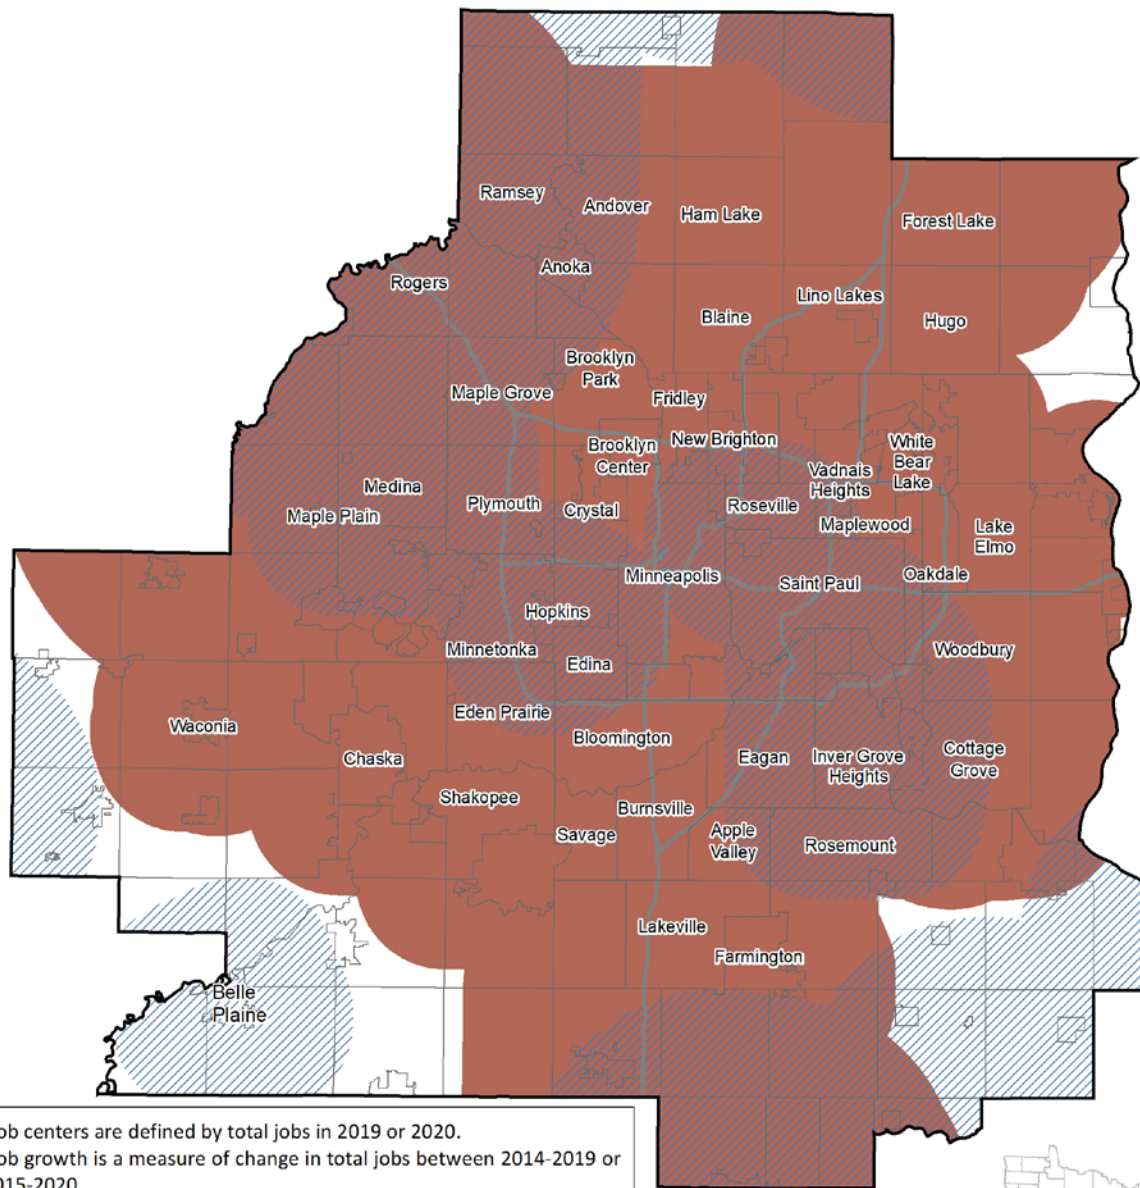 Ramsey
Andover
Ham Lake
Forest Lake
Anoka
Rogers
Lino Lakes
Blaine
Hugo
Brooklyn
Park
Maple Grove
Fridley
New Brighton
Brooklyn
Center
White
Bear
Lake
Vadnais
Heights
Medina
Maple Plain
Plymouth
Crystal
Roseville
Maplewood
Lake
Elmo
Minneapolis
Saint Paul
Oakdale
Hopkins
Minnetonka
Edina
Woodbury
Eden Prairie
Waconia
Bloomington
Chaska
Eagan
Inver Grove
Heights
Cottage
Grove
Shakopee
Burnsville
Savage
Apple
Valley
Rosemount
Lakeville
Farmington
Belle
Plaine
ob centers are defined by total jobs in 2019 or 2020.
ob growth is a measure of change in total jobs between 2014-2019 or
015-2020